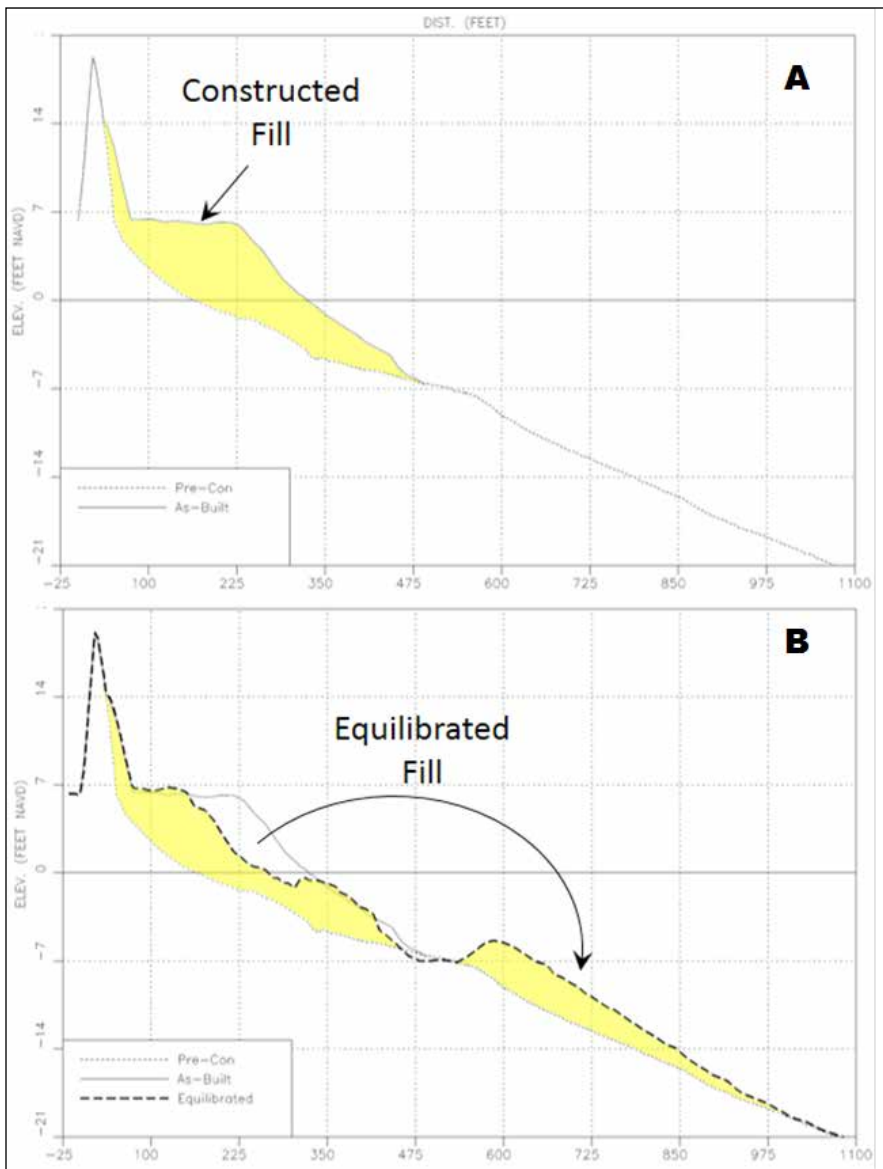 DIST. (FEET)
A
Constructed
Fill
14
7
0
-7
-14
-21
ELEV. (FEET NAVD)
Pre-Con
As-Built
-25 100 225 350 475 600 725 850 975 1100
B
Equilibrated
Fill
14
7
0
-7
-14
-21
ELEV. (FEET NAVD)
Pre-Con
As-Built
Equilibrated
-25 100 225 350 475 600 725 850 975 1100